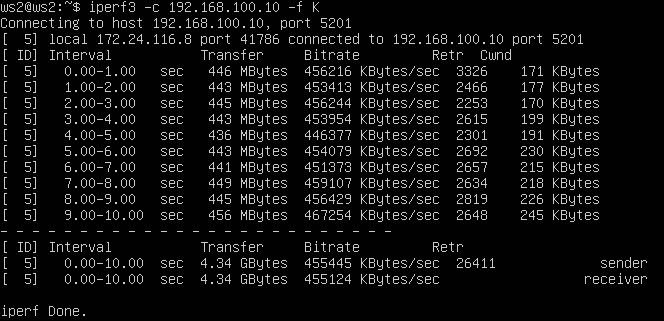 ws2@ws2:~$ iperf3 -c 192.168.100.10 -f K
Connecting to host 192.168.100.10, port 5201
[  5] local 172.24.116.8 port 41786 connected to 192.168.100.10 port 5201
[ ID] Interval           Transfer     Bitrate         Retr  Cwnd
[  5]   0.00-1.00   sec   446 MBytes  456216 KBytes/sec  3326    171 KBytes
[  5]   1.00-2.00   sec   443 MBytes  453413 KBytes/sec  2466    177 KBytes
[  5]   2.00-3.00   sec   445 MBytes  456244 KBytes/sec  2253    170 KBytes
[  5]   3.00-4.00   sec   443 MBytes  453954 KBytes/sec  2615    199 KBytes
[  5]   4.00-5.00   sec   436 MBytes  446377 KBytes/sec  2301    191 KBytes
[  5]   5.00-6.00   sec   443 MBytes  454079 KBytes/sec  2692    230 KBytes
[  5]   6.00-7.00   sec   441 MBytes  451373 KBytes/sec  2657    215 KBytes
[  5]   7.00-8.00   sec   449 MBytes  459107 KBytes/sec  2634    218 KBytes
[  5]   8.00-9.00   sec   445 MBytes  456429 KBytes/sec  2819    226 KBytes
[  5]   9.00-10.00  sec   456 MBytes  467254 KBytes/sec  2648    245 KBytes
- - - - - - - - - - - - - - - - - - - - - - - - -
[ ID] Interval           Transfer     Bitrate         Retr
[  5]   0.00-10.00  sec  4.34 GBytes  455445 KBytes/sec  26411             sender
[  5]   0.00-10.00  sec  4.34 GBytes  455124 KBytes/sec                  receiver

iperf Done.